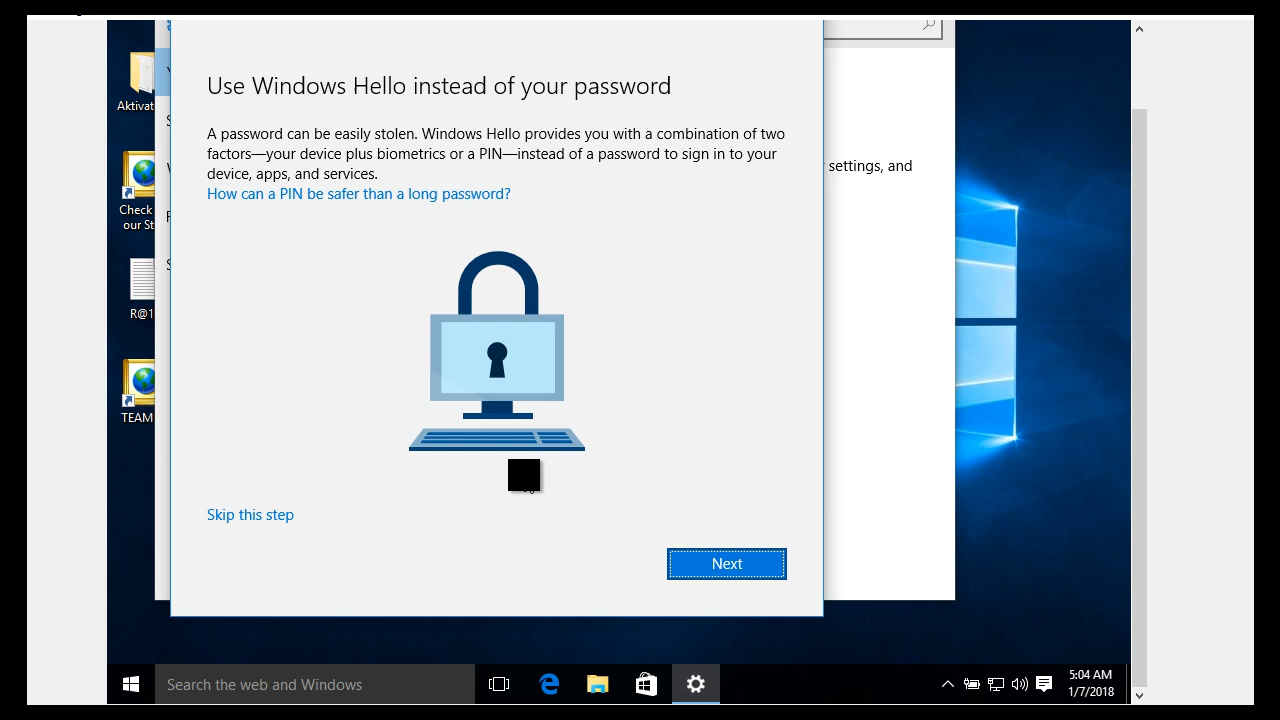 Use Windows Hello instead of your password
A password can be easily stolen. Windows Hello provides you with a combination of two
factors—your device plus biometrics or a PIN—instead of a password to sign in to your
device, apps, and services.
How can a PIN be safer than a long password?
settings, and
Aktivat
Check
our St
R@1
TEAM
Skip this step
Next
Search the web and Windows
5:04 AM
1/7/2018